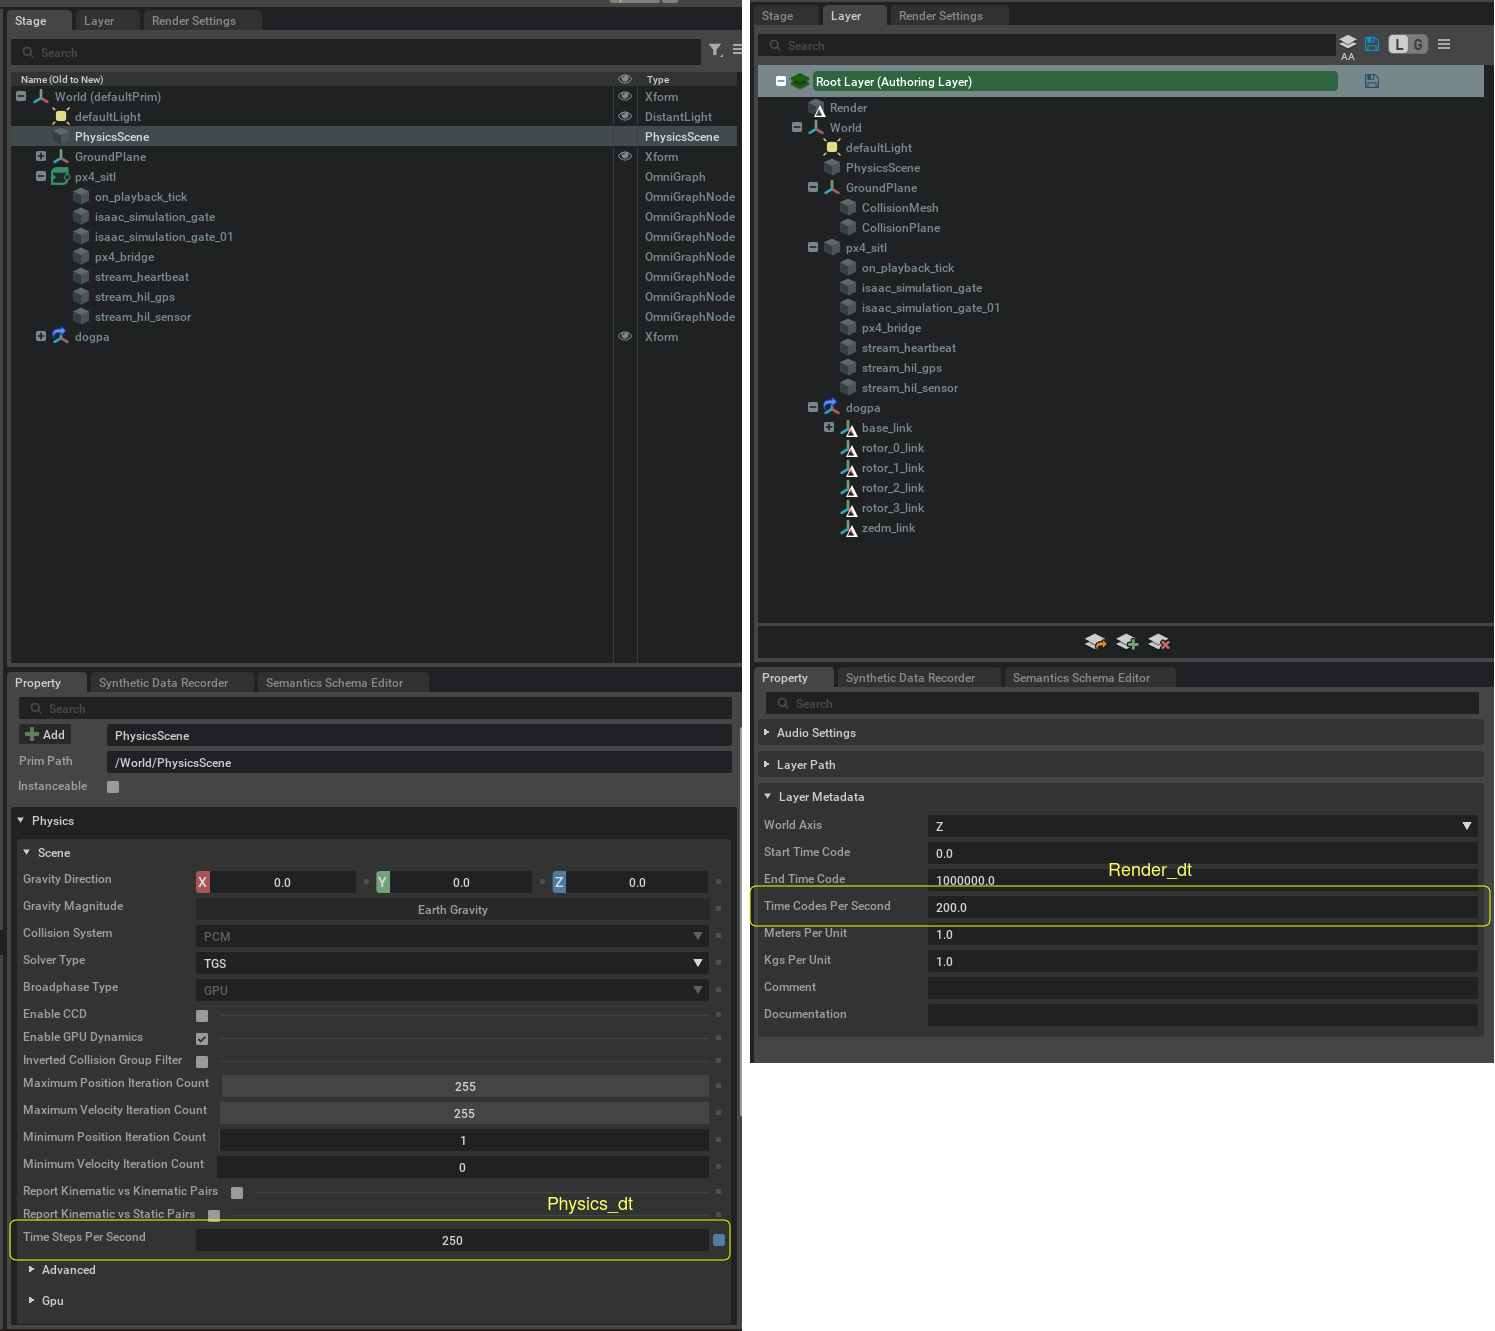 Stage
Layer
Render Settings
Search
Name (Old to New)
Type
World (defaultPrim)
Xform
defaultLight
DistantLight
PhysicsScene
PhysicsScene
GroundPlane
Xform
px4_sitl
OmniGraph
on_playback_tick
OmniGraphNode
isaac_simulation_gate
OmniGraphNode
isaac_simulation_gate_01
OmniGraphNode
px4_bridge
OmniGraphNode
stream_heartbeat
OmniGraphNode
stream_hil_gps
OmniGraphNode
stream_hil_sensor
OmniGraphNode
dogpa
Xform
Property
Synthetic Data Recorder
Semantics Schema Editor
Search
Add
PhysicsScene
Prim Path
/World/PhysicsScene
Instanceable
Physics
Scene
Gravity Direction
X 0.0
Y 0.0
Z 0.0
Gravity Magnitude
Earth Gravity
Collision System
PCM
Solver Type
TGS
Broadphase Type
GPU
Enable CCD
Enable GPU Dynamics
Inverted Collision Group Filter
Maximum Position Iteration Count
255
Maximum Velocity Iteration Count
255
Minimum Position Iteration Count
1
Minimum Velocity Iteration Count
0
Report Kinematic vs Kinematic Pairs
Report Kinematic vs Static Pairs
Physics_dt
Time Steps Per Second
250
Advanced
Gpu
Stage
Layer
Render Settings
Search
AA
L G
Root Layer (Authoring Layer)
Render
World
defaultLight
PhysicsScene
GroundPlane
CollisionMesh
CollisionPlane
px4_sitl
on_playback_tick
isaac_simulation_gate
isaac_simulation_gate_01
px4_bridge
stream_heartbeat
stream_hil_gps
stream_hil_sensor
dogpa
base_link
rotor_0_link
rotor_1_link
rotor_2_link
rotor_3_link
zedm_link
Property
Synthetic Data Recorder
Semantics Schema Editor
Search
Audio Settings
Layer Path
Layer Metadata
World Axis
Z
Start Time Code
0.0
Render_dt
End Time Code
1000000.0
Time Codes Per Second
200.0
Meters Per Unit
1.0
Kgs Per Unit
1.0
Comment
Documentation